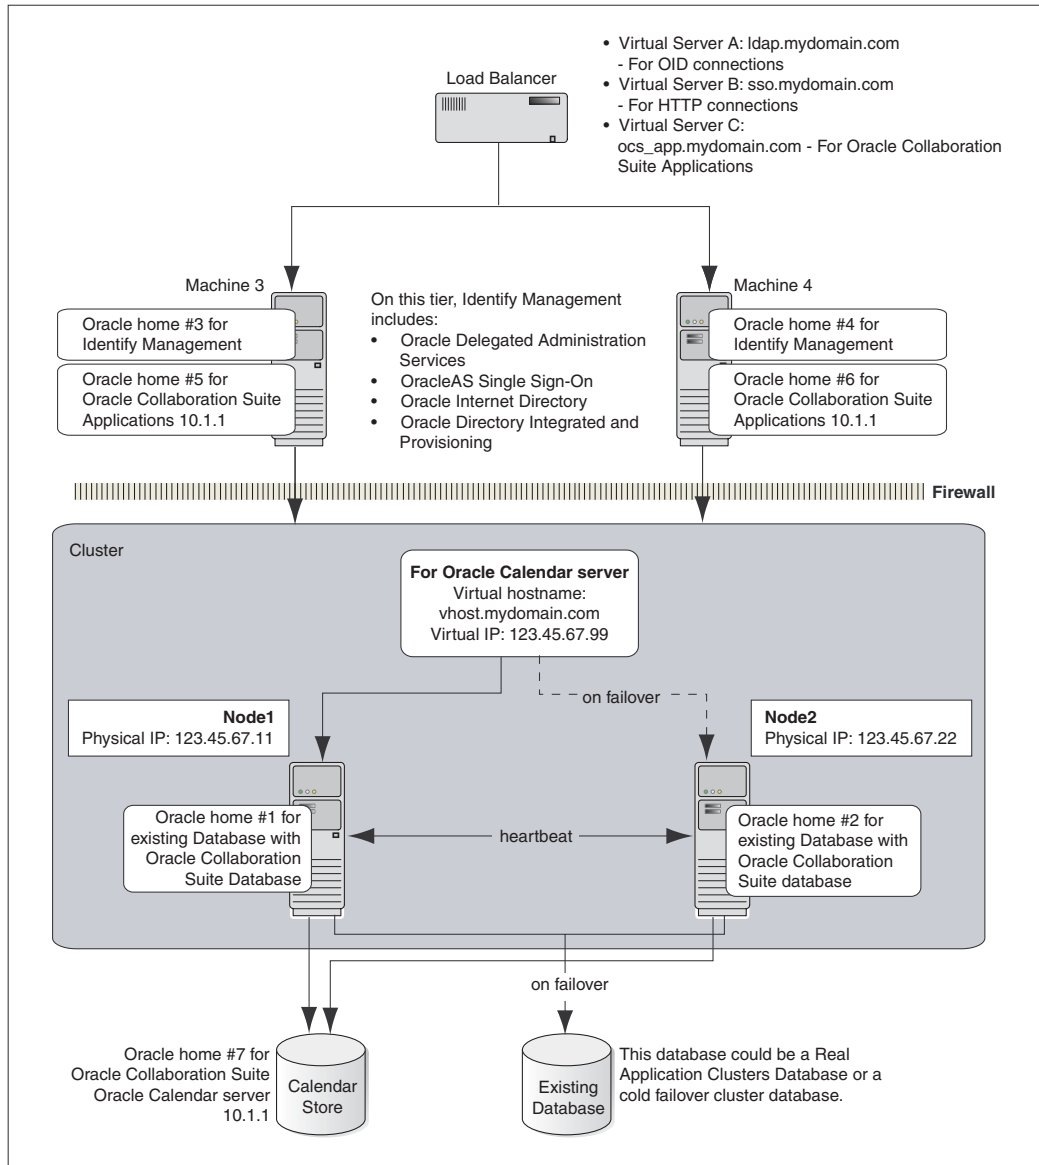 • Virtual Server A: ldap.mydomain.com
- For OID connections
• Virtual Server B: sso.mydomain.com
- For HTTP connections
• Virtual Server C:
ocs_app.mydomain.com - For Oracle Collaboration
Suite Applications
Load Balancer
Machine 3
Oracle home #3 for
Identify Management
Oracle home #5 for
Oracle Collaboration Suite
Applications 10.1.1
On this tier, Identify Management
includes:
• Oracle Delegated Administration
Services
• OracleAS Single Sign-On
• Oracle Internet Directory
• Oracle Directory Integrated and
Provisioning
Machine 4
Oracle home #4 for
Identify Management
Oracle home #6 for
Oracle Collaboration Suite
Applications 10.1.1
Firewall
Cluster
For Oracle Calendar server
Virtual hostname:
vhost.mydomain.com
Virtual IP: 123.45.67.99
on failover
Node1
Physical IP: 123.45.67.11
Node2
Physical IP: 123.45.67.22
Oracle home #1 for
existing Database with
Oracle Collaboration
Suite Database
heartbeat
Oracle home #2 for
existing Database with
Oracle Collaboration
Suite database
on failover
Oracle home #7 for
Oracle Collaboration Suite
Oracle Calendar server
10.1.1
Calendar
Store
Existing
Database
This database could be a Real
Application Clusters Database or a
cold failover cluster database.